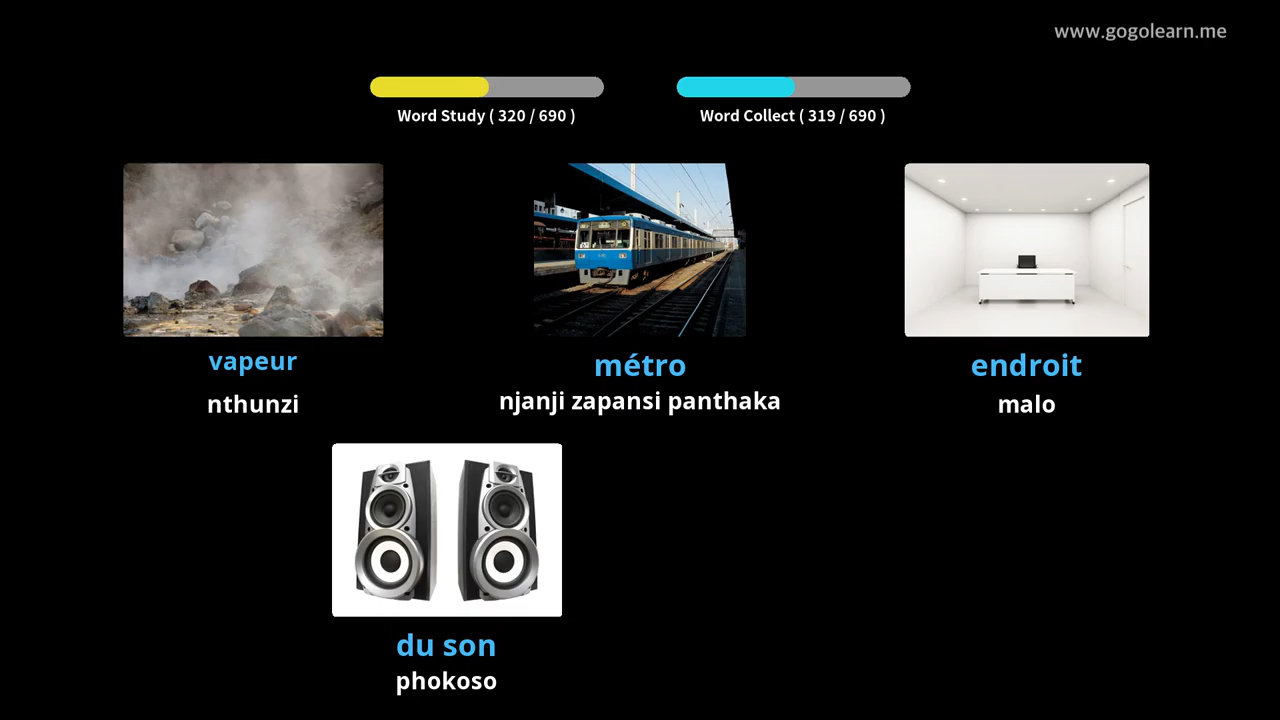 www.gogolearn.me
Word Study ( 320 / 690 )
Word Collect ( 319 / 690 )
vapeur
nthunzi
métro
njanji zapansi panthaka
endroit
malo
du son
phokoso